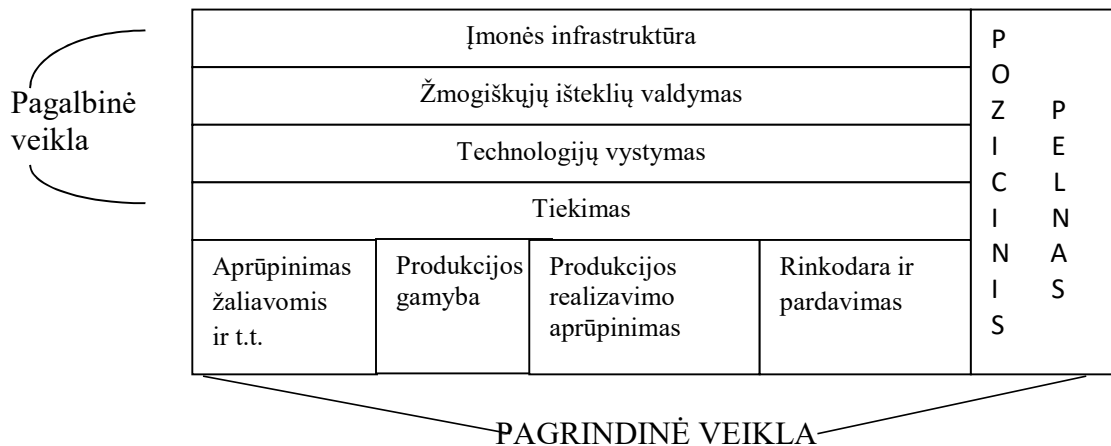 Pagalbinė
veikla
Įmonės infrastruktūra
Žmogiškųjų išteklių valdymas
Technologijų vystymas
Tiekimas
Aprūpinimas
žaliavomis
ir t.t.
Produkcijos
gamyba
Produkcijos
realizavimo
aprūpinimas
Rinkodara ir
pardavimas
POZICINIS
PELNAS
PAGRINDINĖ VEIKLA